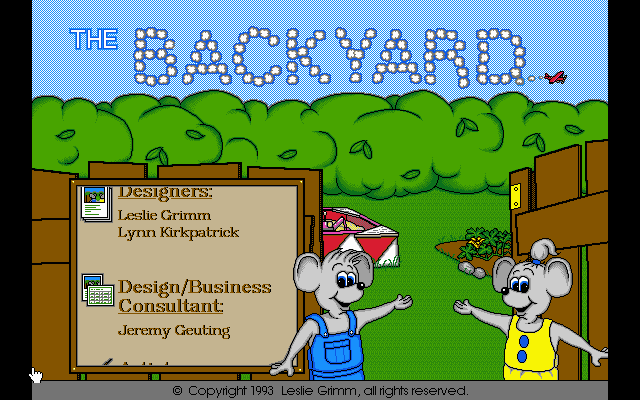 THE BACKYARD
Designers:
Leslie Grimm
Lynn Kirkpatrick
Design/Business
Consultant:
Jeremy Geuting
© Copyright 1993 Leslie Grimm, all rights reserved.